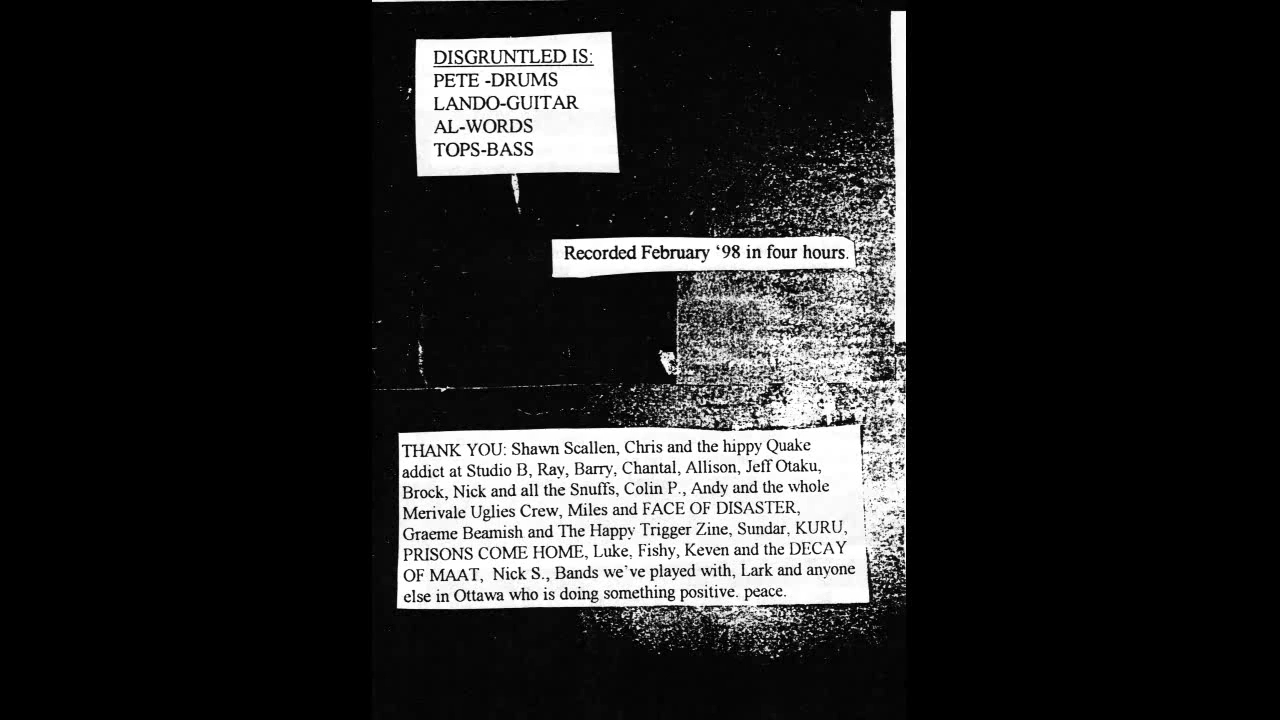 DISGRUNTLED IS:
PETE -DRUMS
LANDO-GUITAR
AL-WORDS
TOPS-BASS
Recorded February ‘98 in four hours.
THANK YOU: Shawn Scallen, Chris and the hippy Quake
addict at Studio B, Ray, Barry, Chantal, Allison, Jeff Otaku,
Brock, Nick and all the Snuffs, Colin P., Andy and the whole
Merivale Uglies Crew, Miles and FACE OF DISASTER,
Graeme Beamish and The Happy Trigger Zine, Sundar, KURU,
PRISONS COME HOME, Luke, Fishy, Keven and the DECAY
OF MAAT, Nick S., Bands we`ve played with, Lark and anyone
else in Ottawa who is doing something positive. peace.